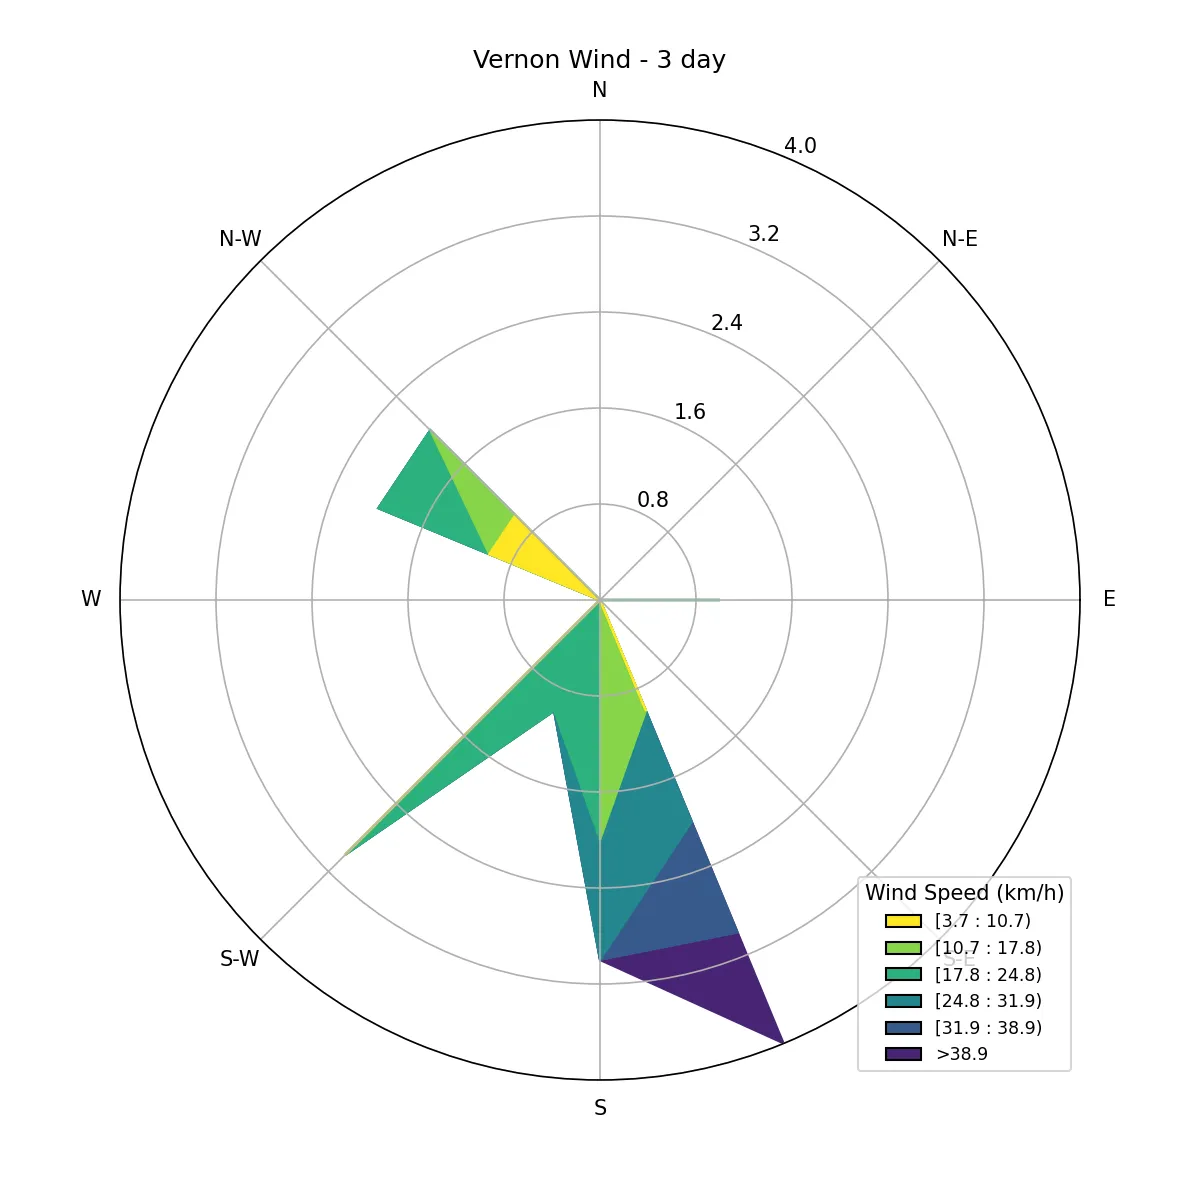 Vernon Wind - 3 day
N
4.0
N-W
3.2
N-E
2.4
1.6
0.8
W
E
S-W
S-E
S
Wind Speed (km/h)
[3.7 : 10.7)
[10.7 : 17.8)
[17.8 : 24.8)
[24.8 : 31.9)
[31.9 : 38.9)
>38.9